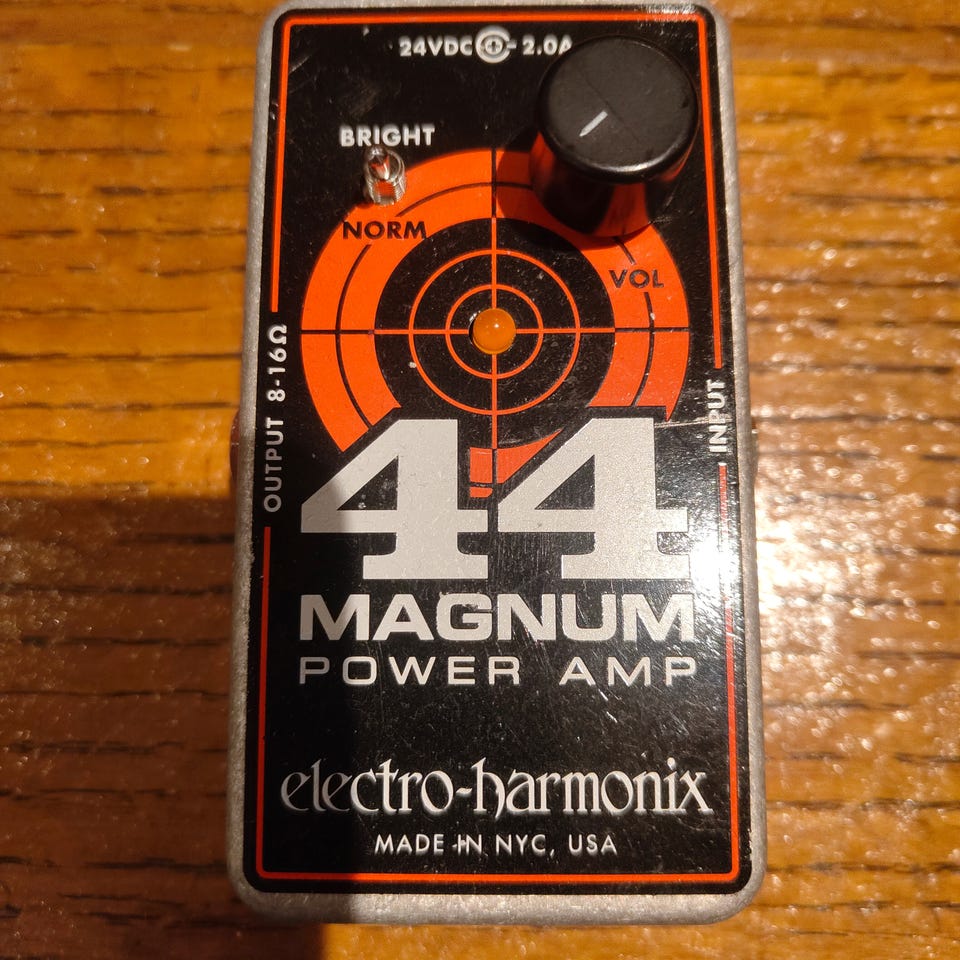 24VDC - 2.0A
BRIGHT
NORM
VOL
OUTPUT 8-16Ω
INPUT
44
MAGNUM
POWER AMP
electro-harmonix
MADE IN NYC, USA